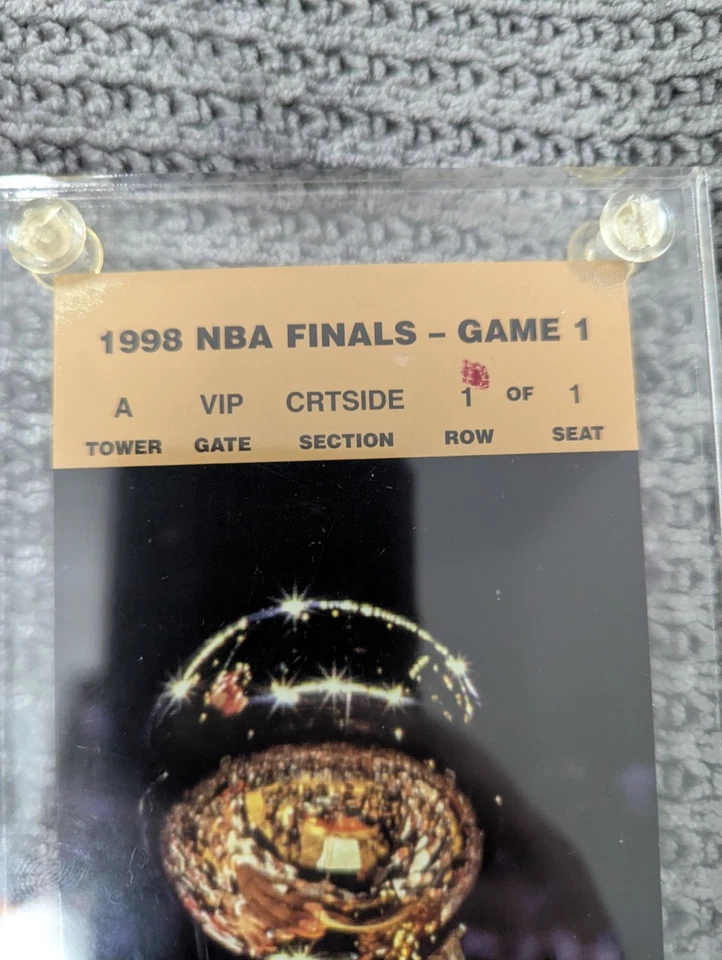 1998 NBA FINALS – GAME 1
A VIP CRTSIDE 1 OF 1
TOWER GATE SECTION ROW SEAT